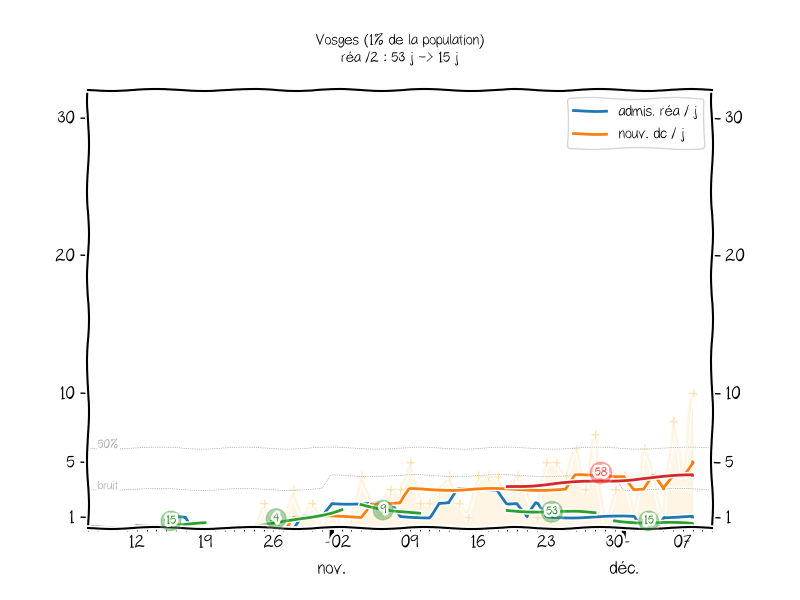 Vosges (1% de la population)
réa /2 : 53 j -> 15 j
admis. réa / j
nouv. dc / j
30 30
20 20
10 10
50%
5 5
58
bruit
9
53
15 4 15
1 1
12 19 26 02 09 16 23 30 07
nov. déc.